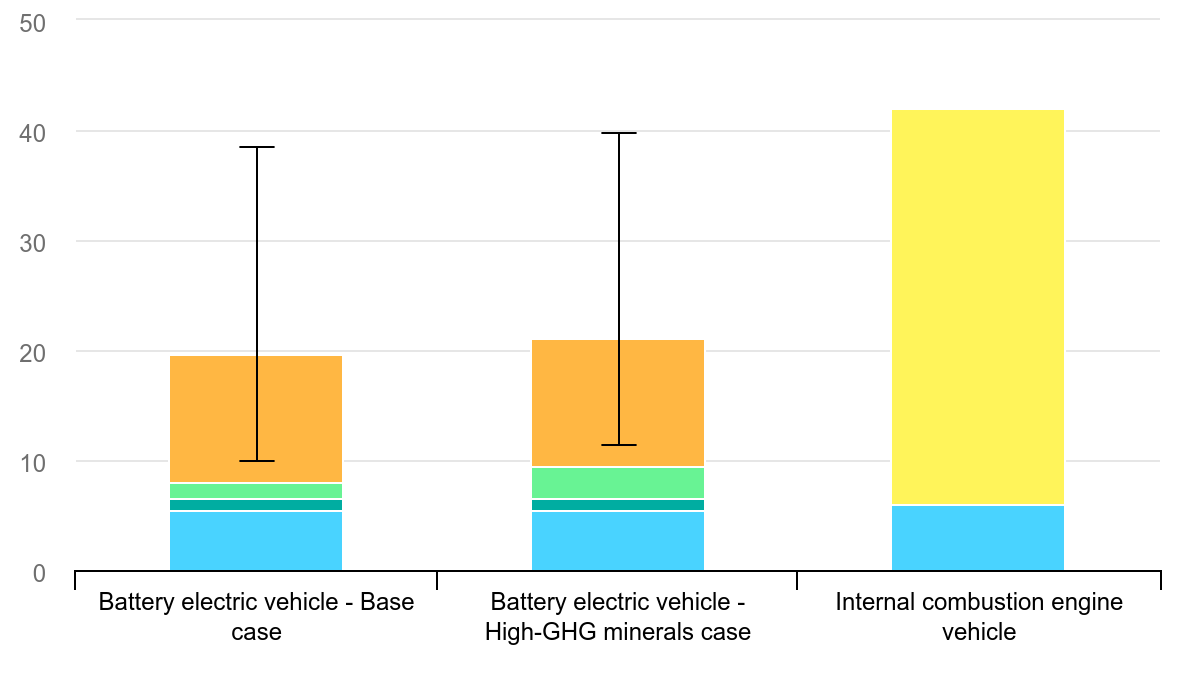 50
40
30
20
10
0
Battery electric vehicle - Base
case
Battery electric vehicle -
High-GHG minerals case
Internal combustion engine
vehicle